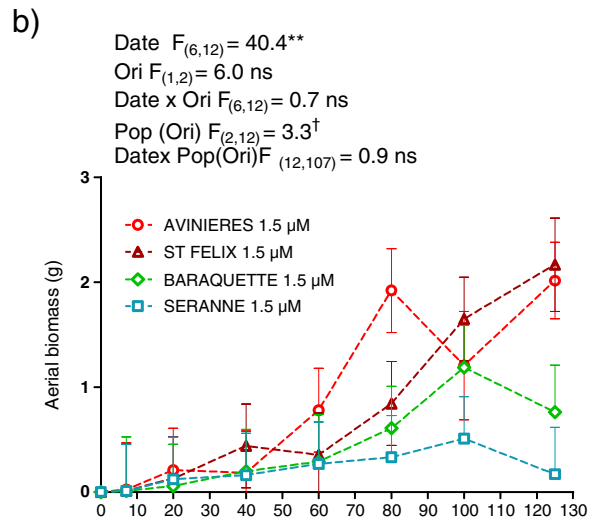 b)
Date F(6,12) = 40.4**
Ori F(1,2) = 6.0 ns
Date x Ori F(6,12) = 0.7 ns
Pop (Ori) F(2,12) = 3.3†
Datex Pop(Ori)F (12,107) = 0.9 ns
3
AVINIERES 1.5 µM
ST FELIX 1.5 µM
BARAQUETTE 1.5 µM
SERANNE 1.5 µM
2
Aerial biomass (g)
1
0
0 10 20 30 40 50 60 70 80 90 100 110 120 130